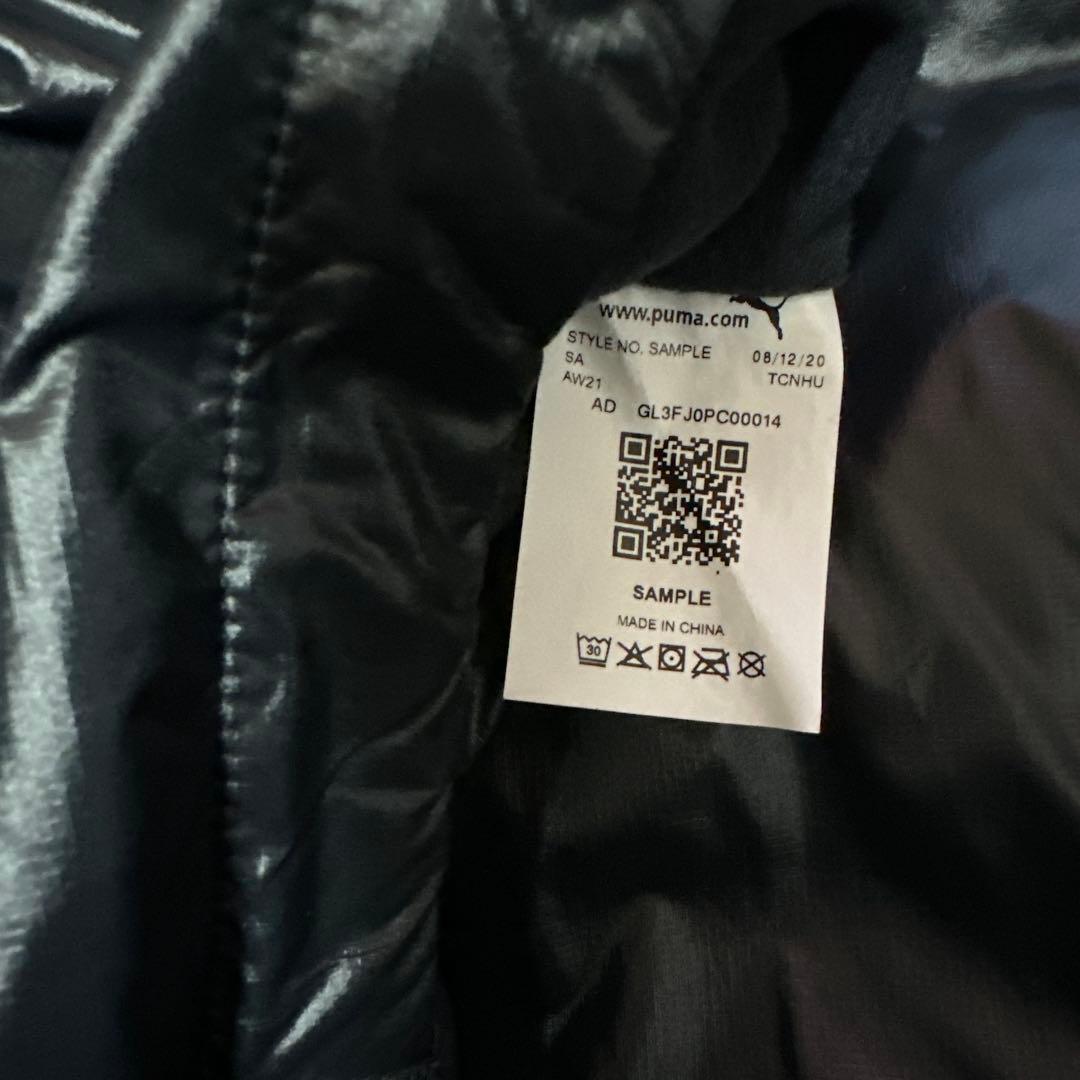 www.puma.com
STYLE NO. SAMPLE 08/12/20
SA TCNHU
AW21
AD GL3FJ0PC00014
SAMPLE
MADE IN CHINA
30